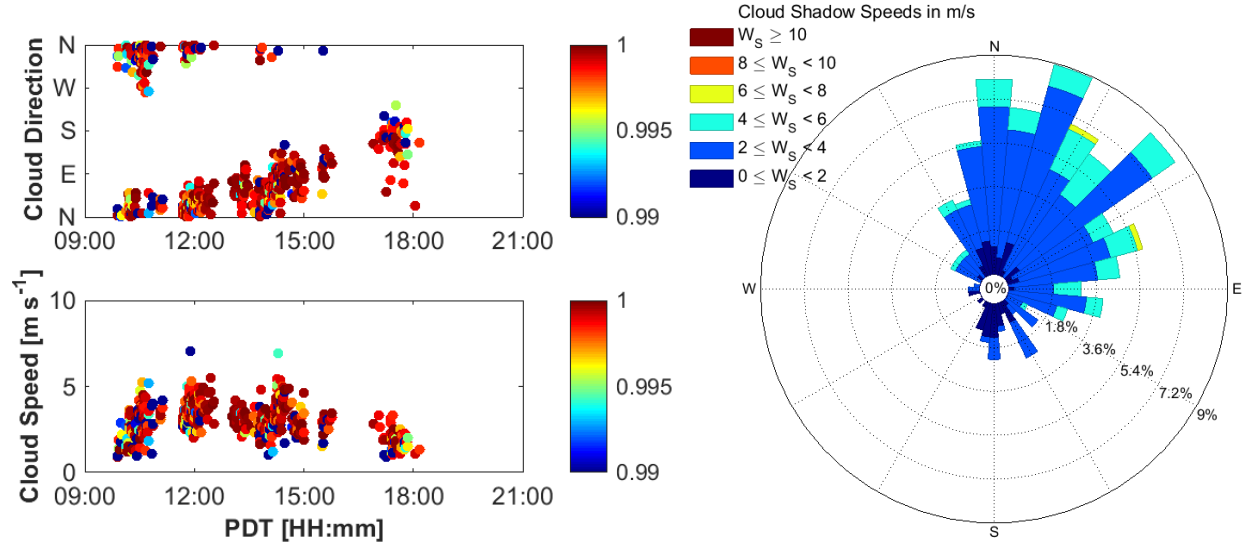 Cloud Direction
N
W
S
E
N
09:00 12:00 15:00 18:00 21:00
1
0.995
0.99
Cloud Speed [m s⁻¹]
10
5
0
09:00 12:00 15:00 18:00 21:00
PDT [HH:mm]
1
0.995
0.99
Cloud Shadow Speeds in m/s
W_S ≥ 10
8 ≤ W_S < 10
6 ≤ W_S < 8
4 ≤ W_S < 6
2 ≤ W_S < 4
0 ≤ W_S < 2
N
W
0%
E
1.8%
3.6%
5.4%
7.2%
9%
S